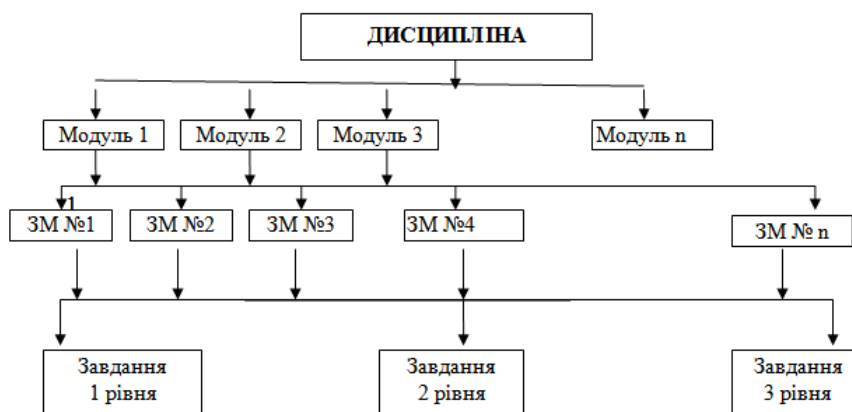 ДИСЦИПЛІНА
Модуль 1
Модуль 2
Модуль 3
Модуль n
1
ЗМ №1
ЗМ №2
ЗМ №3
ЗМ №4
ЗМ № n
Завдання
1 рівня
Завдання
2 рівня
Завдання
3 рівня